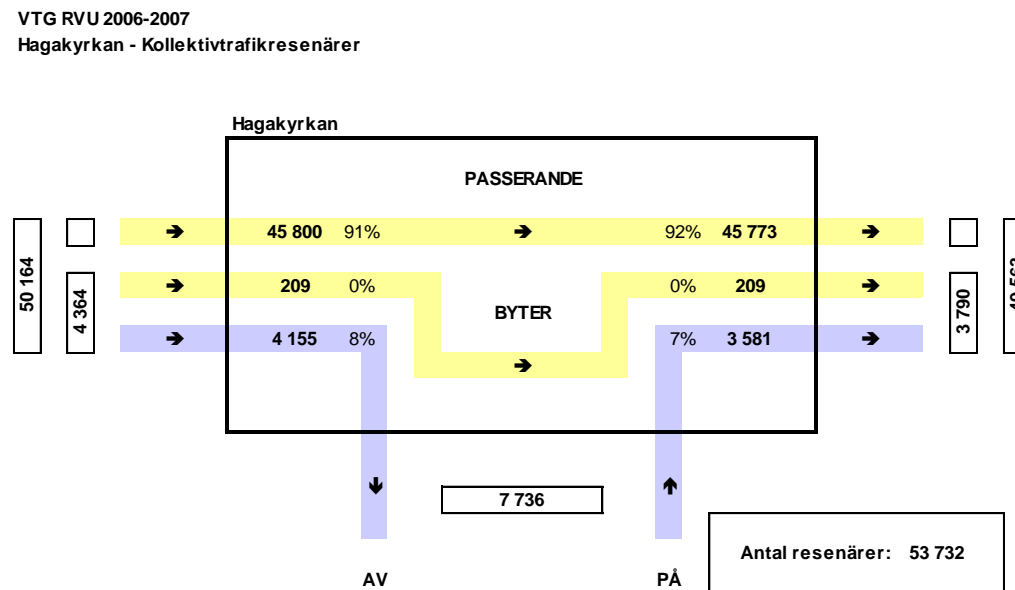 VTG RVU 2006-2007
Hagakyrkan - Kollektivtrafikresenärer
Hagakyrkan
PASSERANDE
45 800 91% 92% 45 773
50 164
4 364
209 0% 0% 209
BYTER
3 790
4 155 8% 7% 3 581
7 736
Antal resenärer: 53 732
AV PÅ